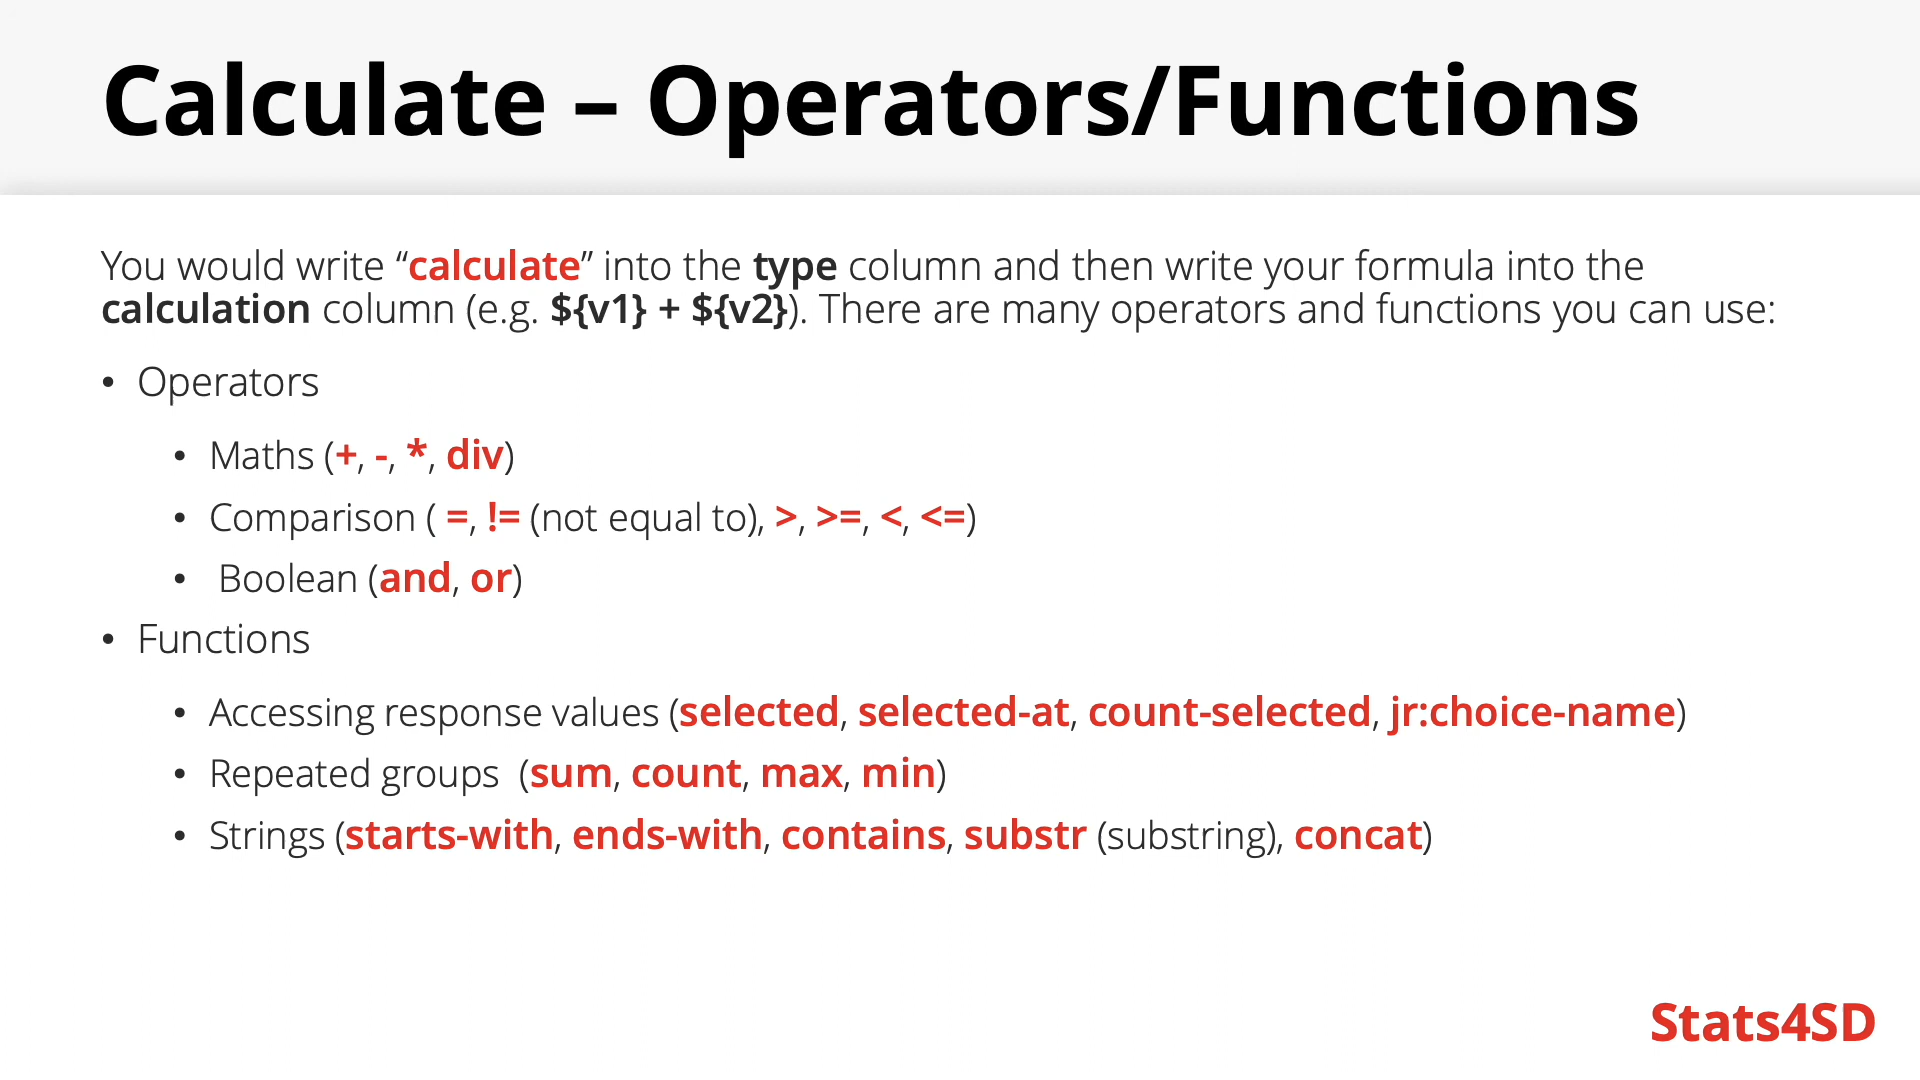 Calculate – Operators/Functions
You would write “calculate” into the type column and then write your formula into the
calculation column (e.g. ${v1} + ${v2}). There are many operators and functions you can use:
• Operators
• Maths (+, -, *, div)
• Comparison ( =, != (not equal to), >, >=, <, <=)
• Boolean (and, or)
• Functions
• Accessing response values (selected, selected-at, count-selected, jr:choice-name)
• Repeated groups (sum, count, max, min)
• Strings (starts-with, ends-with, contains, substr (substring), concat)
Stats4SD